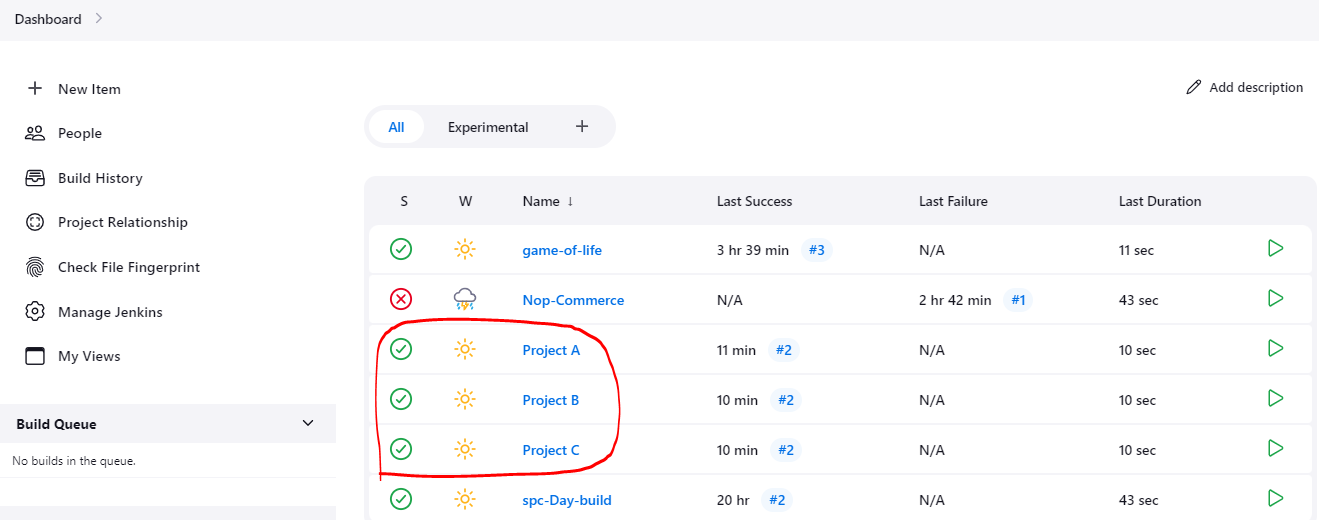 Dashboard
New Item
People
Build History
Project Relationship
Check File Fingerprint
Manage Jenkins
My Views
Build Queue
No builds in the queue.
Add description
All Experimental +
S W Name ↓ Last Success Last Failure Last Duration
game-of-life 3 hr 39 min #3 N/A 11 sec
Nop-Commerce N/A 2 hr 42 min #1 43 sec
Project A 11 min #2 N/A 10 sec
Project B 10 min #2 N/A 10 sec
Project C 10 min #2 N/A 10 sec
spc-Day-build 20 hr #2 N/A 43 sec